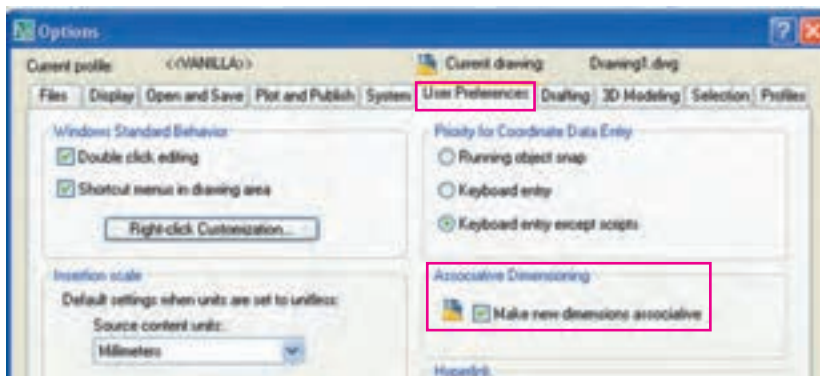 Options
Current profile: <<VANILLA>> Current drawing: Drawing1.dwg
Files Display Open and Save Plot and Publish System User Preferences Drafting 3D Modeling Selection Profiles
Windows Standard Behavior
Double click editing
Shortcut menus in drawing area
Right-click Customization...
Insertion scale
Default settings when units are set to unitless:
Source content units:
Millimeters
Priority for Coordinate Data Entry
Running object snap
Keyboard entry
Keyboard entry except scripts
Associative Dimensioning
Make new dimensions associative
Hyperlink